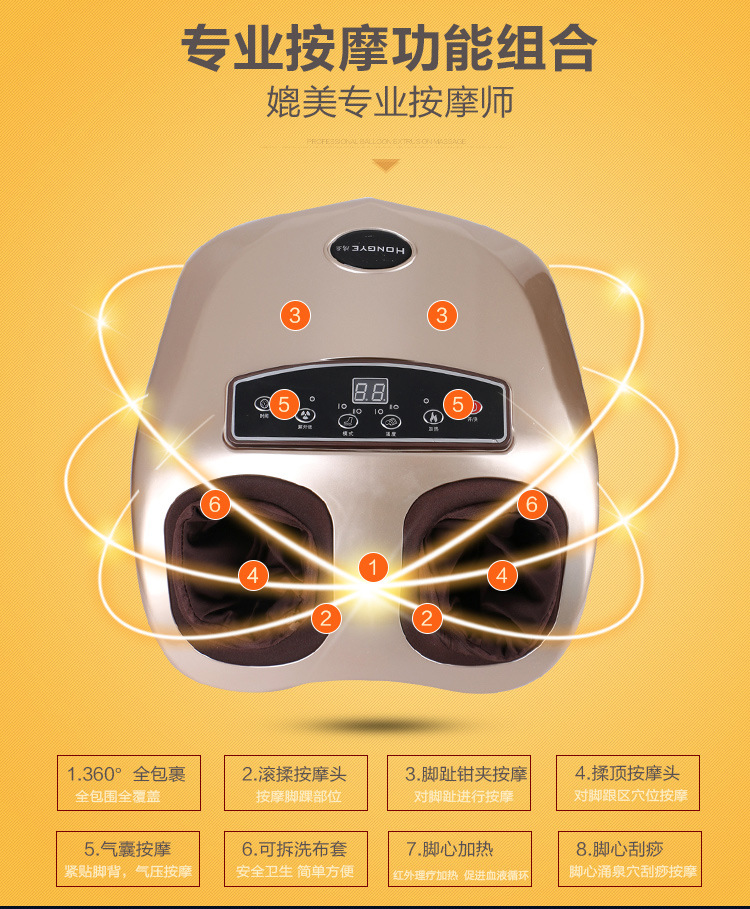 专业按摩功能组合
媲美专业按摩师
PROFESSIONAL BALLOON EXTRUSION MASSAGE
HONGYE 鸿业
3 3
88
5 5
时间
紫外线
模式
速度
加热
开/关
6 6
1
4 4
2 2
1.360° 全包裹
全包围全覆盖
2.滚揉按摩头
按摩脚踝部位
3.脚趾钳夹按摩
对脚趾进行按摩
4.揉顶按摩头
对脚跟区穴位按摩
5.气囊按摩
紧贴脚背，气压按摩
6.可拆洗布套
安全卫生 简单方便
7.脚心加热
红外理疗加热 促进血液循环
8.脚心刮痧
脚心涌泉穴刮痧按摩